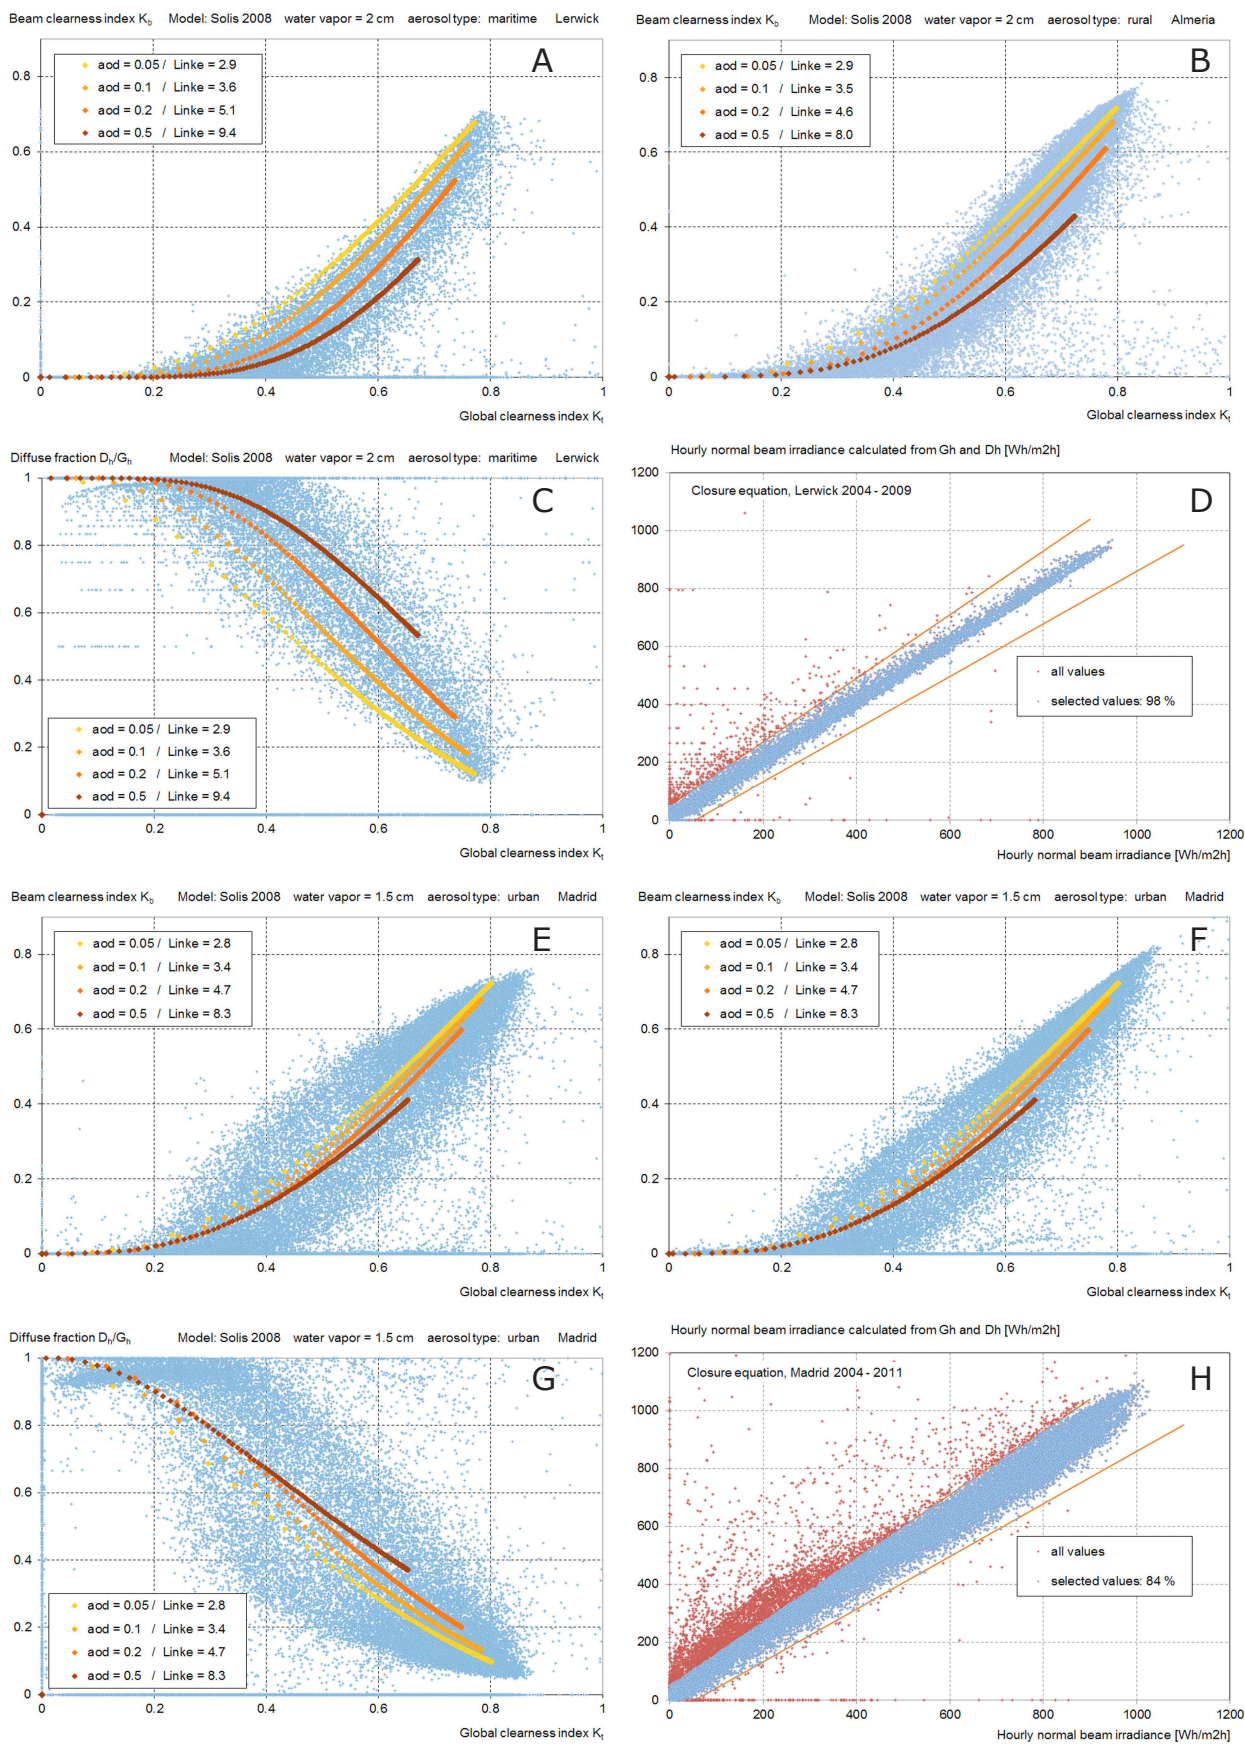 Beam clearness index Kb Model: Solis 2008 water vapor = 2 cm aerosol type: maritime Lerwick
A
aod = 0.05 / Linke = 2.9
aod = 0.1 / Linke = 3.6
aod = 0.2 / Linke = 5.1
aod = 0.5 / Linke = 9.4
0.8
0.6
0.4
0.2
0
0 0.2 0.4 0.6 0.8 1
Global clearness index Kt
Beam clearness index Kb Model: Solis 2008 water vapor = 2 cm aerosol type: rural Almeria
B
aod = 0.05 / Linke = 2.9
aod = 0.1 / Linke = 3.5
aod = 0.2 / Linke = 4.6
aod = 0.5 / Linke = 8.0
0.8
0.6
0.4
0.2
0
0 0.2 0.4 0.6 0.8 1
Global clearness index Kt
Diffuse fraction Dh/Gh Model: Solis 2008 water vapor = 2 cm aerosol type: maritime Lerwick
C
1
0.8
0.6
0.4
0.2
0
aod = 0.05 / Linke = 2.9
aod = 0.1 / Linke = 3.6
aod = 0.2 / Linke = 5.1
aod = 0.5 / Linke = 9.4
0 0.2 0.4 0.6 0.8 1
Global clearness index Kt
Hourly normal beam irradiance calculated from Gh and Dh [Wh/m2h]
1200
Closure equation, Lerwick 2004 - 2009
D
1000
800
600
400
200
0
all values
selected values: 98 %
0 200 400 600 800 1000 1200
Hourly normal beam irradiance [Wh/m2h]
Beam clearness index Kb Model: Solis 2008 water vapor = 1.5 cm aerosol type: urban Madrid
E
aod = 0.05 / Linke = 2.8
aod = 0.1 / Linke = 3.4
aod = 0.2 / Linke = 4.7
aod = 0.5 / Linke = 8.3
0.8
0.6
0.4
0.2
0
0 0.2 0.4 0.6 0.8 1
Global clearness index Kt
Beam clearness index Kb Model: Solis 2008 water vapor = 1.5 cm aerosol type: urban Madrid
F
aod = 0.05 / Linke = 2.8
aod = 0.1 / Linke = 3.4
aod = 0.2 / Linke = 4.7
aod = 0.5 / Linke = 8.3
0.8
0.6
0.4
0.2
0
0 0.2 0.4 0.6 0.8 1
Global clearness index Kt
Diffuse fraction Dh/Gh Model: Solis 2008 water vapor = 1.5 cm aerosol type: urban Madrid
G
1
0.8
0.6
0.4
0.2
0
aod = 0.05 / Linke = 2.8
aod = 0.1 / Linke = 3.4
aod = 0.2 / Linke = 4.7
aod = 0.5 / Linke = 8.3
0 0.2 0.4 0.6 0.8 1
Global clearness index Kt
Hourly normal beam irradiance calculated from Gh and Dh [Wh/m2h]
1200
Closure equation, Madrid 2004 - 2011
H
1000
800
600
400
200
0
all values
selected values: 84 %
0 200 400 600 800 1000 1200
Hourly normal beam irradiance [Wh/m2h]